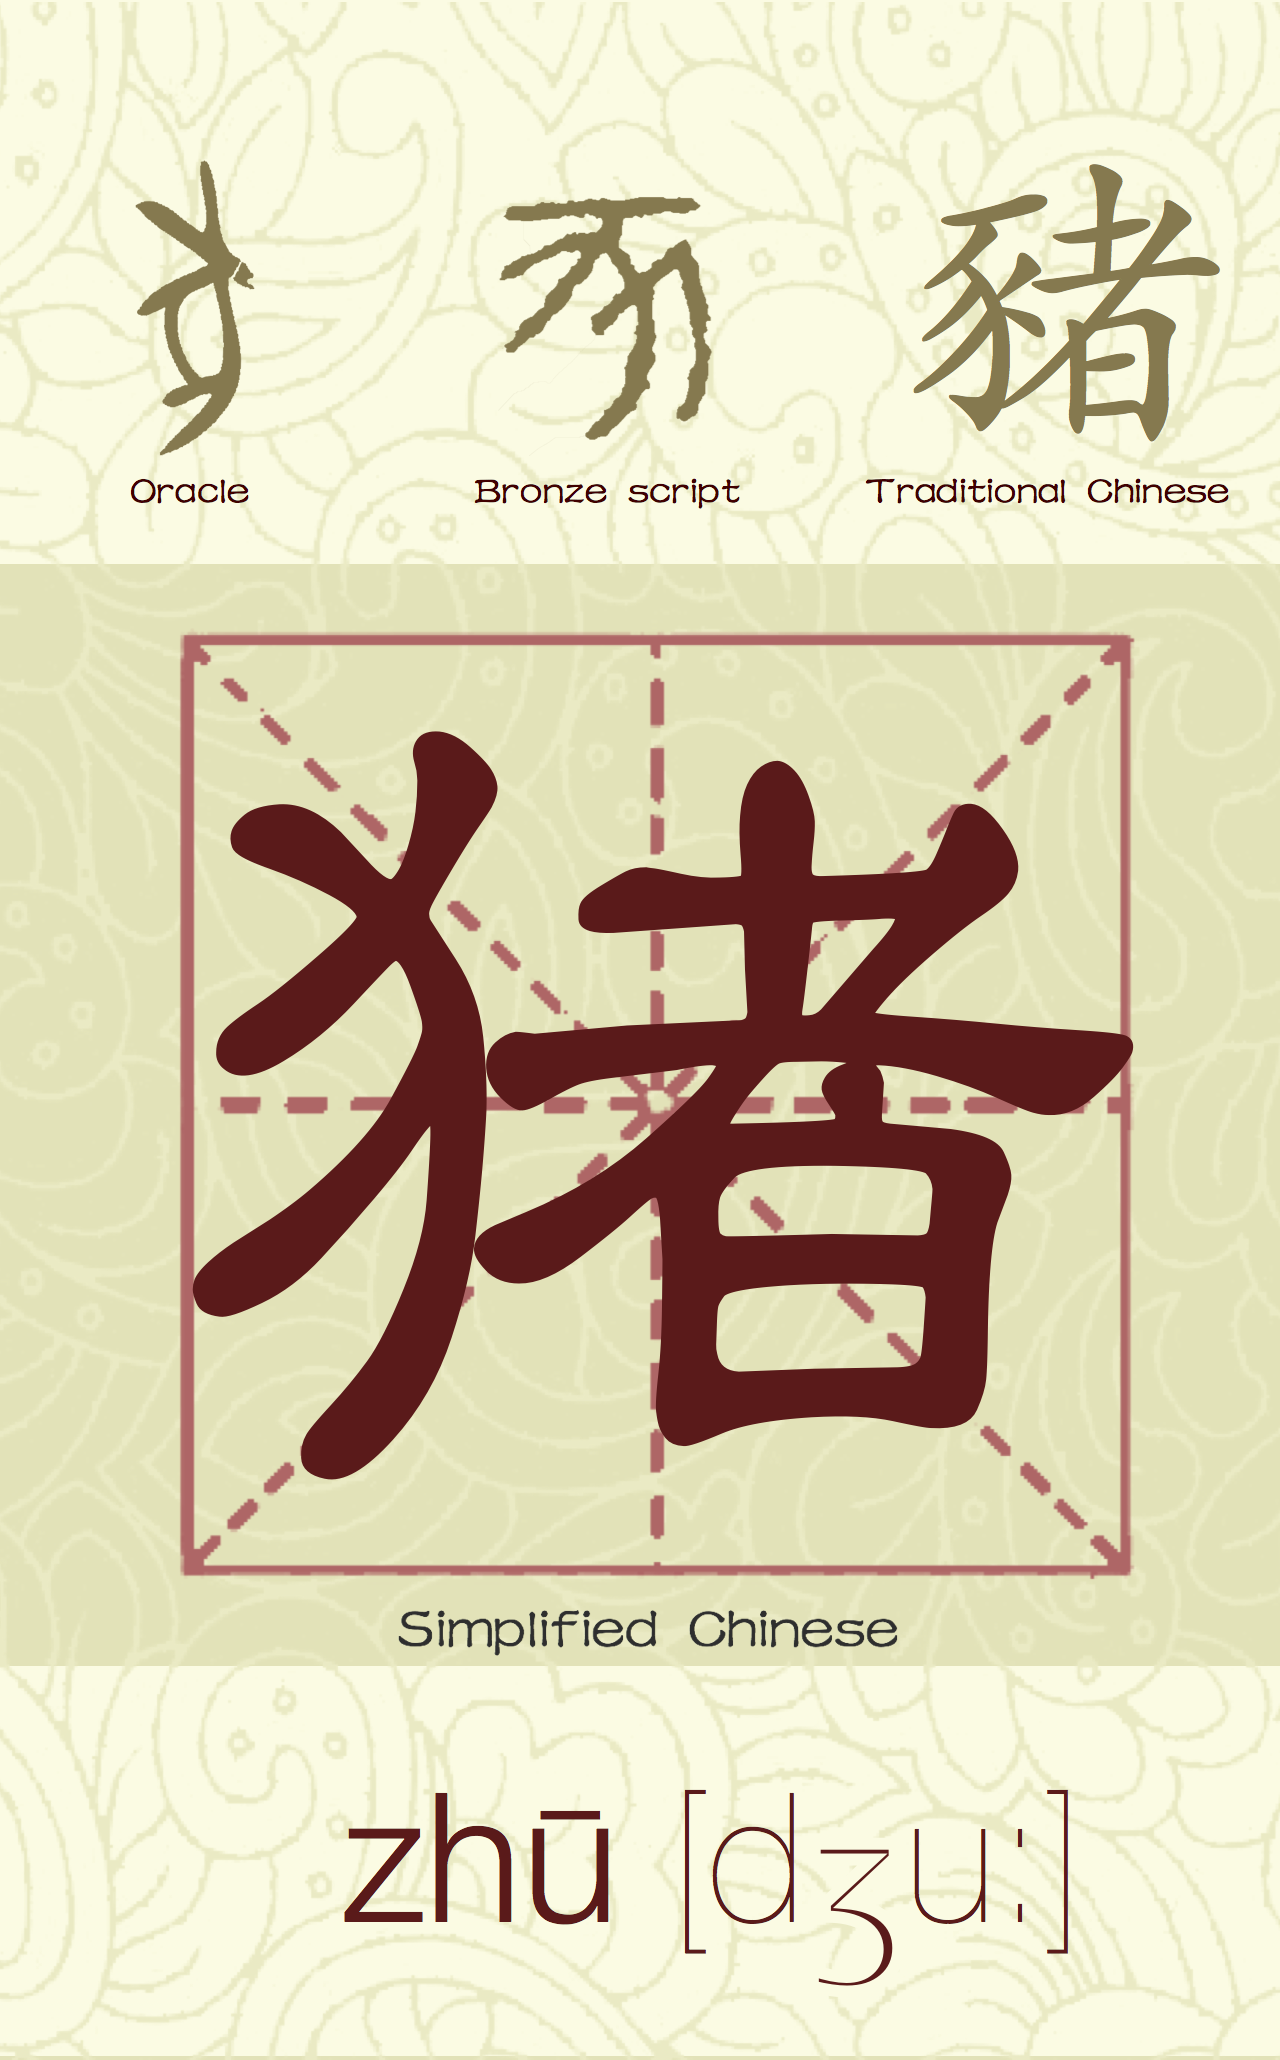 豬
Oracle Bronze script Traditional Chinese
猪
Simplified Chinese
zhū [dʒu:]